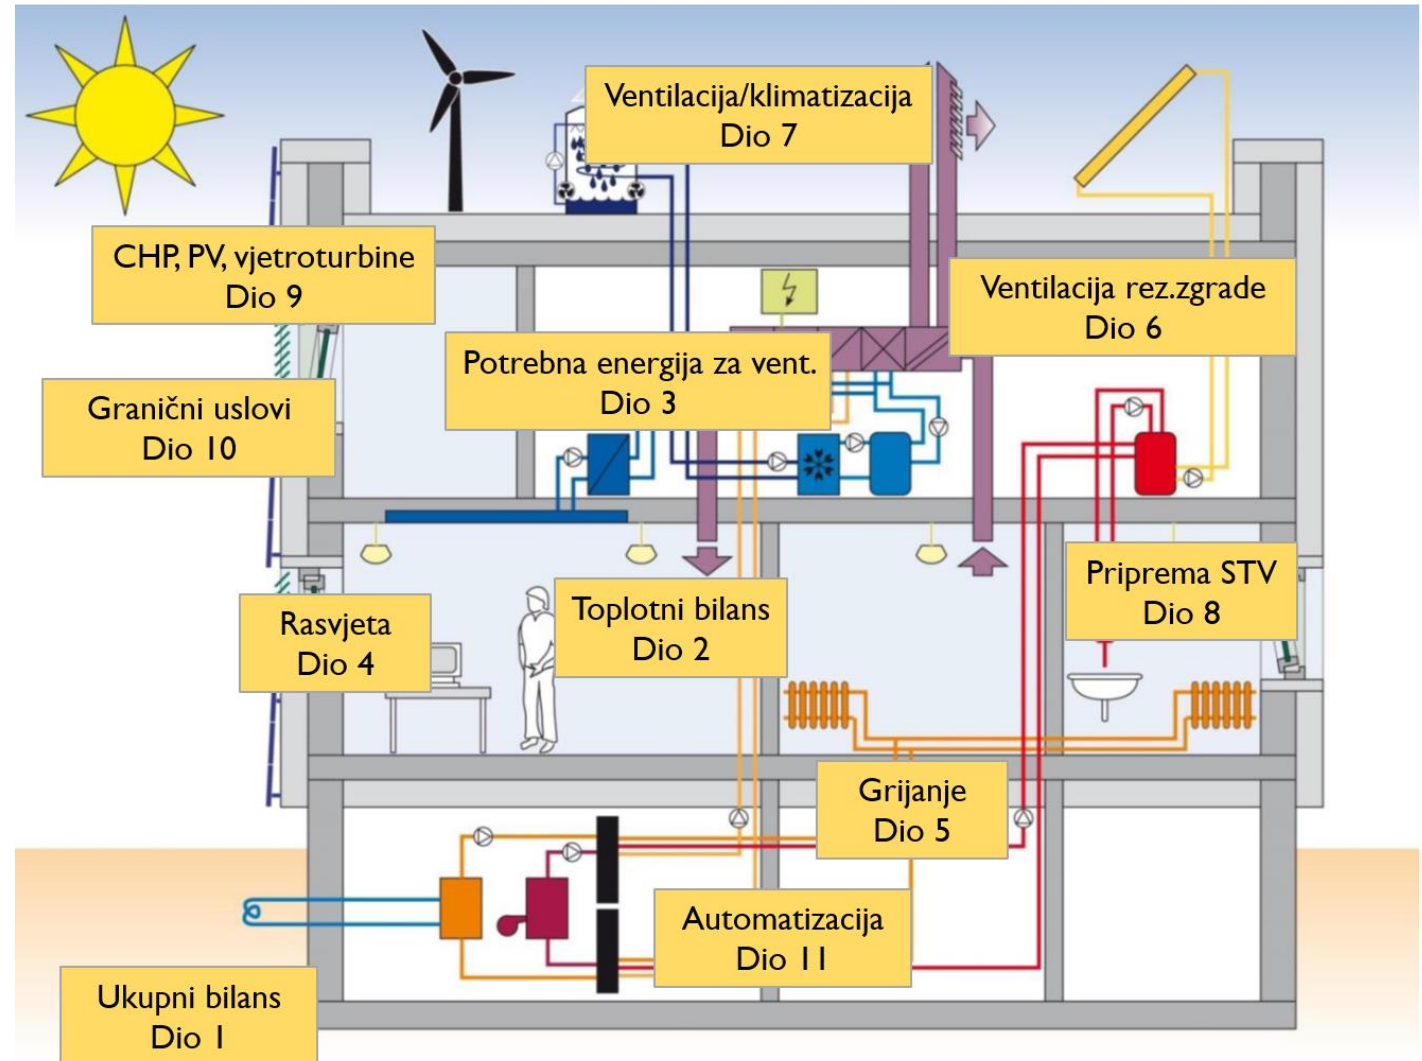 Ventilacija/klimatizacija
Dio 7
CHP, PV, vjetroturbine
Dio 9
Ventilacija rez.zgrade
Dio 6
Potrebna energija za vent.
Dio 3
Granični uslovi
Dio 10
Priprema STV
Dio 8
Toplotni bilans
Dio 2
Rasvjeta
Dio 4
Grijanje
Dio 5
Automatizacija
Dio 11
Ukupni bilans
Dio 1